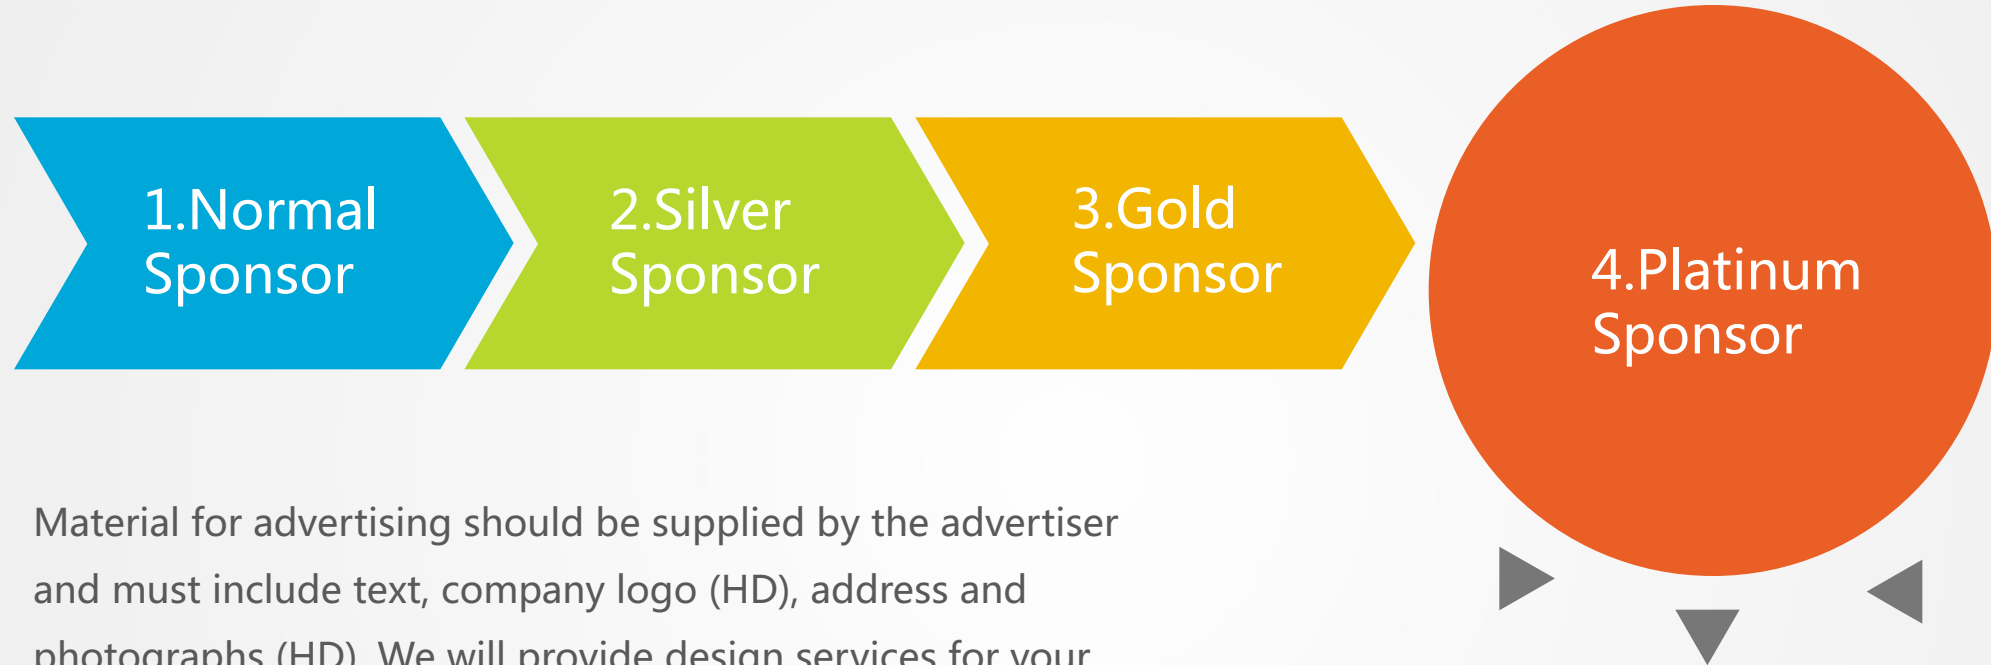 1.Normal
Sponsor
2.Silver
Sponsor
3.Gold
Sponsor
4.Platinum
Sponsor
Material for advertising should be supplied by the advertiser
and must include text, company logo (HD), address and
photographs (HD). We will provide design services for your